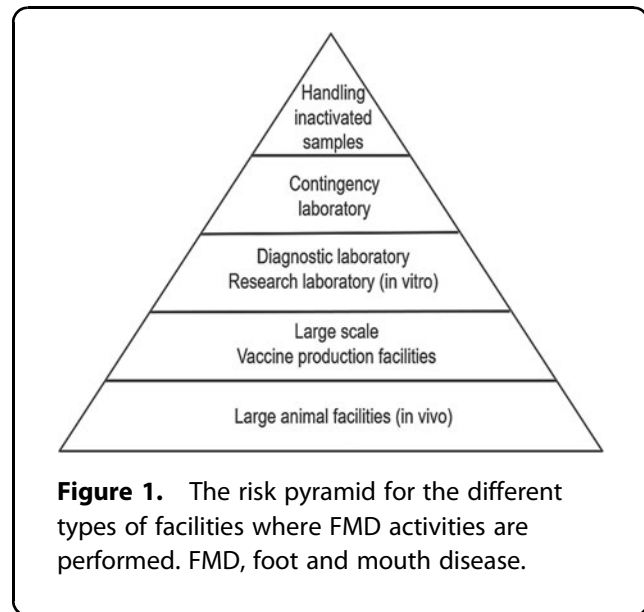 Handling
inactivated
samples
Contingency
laboratory
Diagnostic laboratory
Research laboratory (in vitro)
Large scale
Vaccine production facilities
Large animal facilities (in vivo)
Figure 1. The risk pyramid for the different
types of facilities where FMD activities are
performed. FMD, foot and mouth disease.